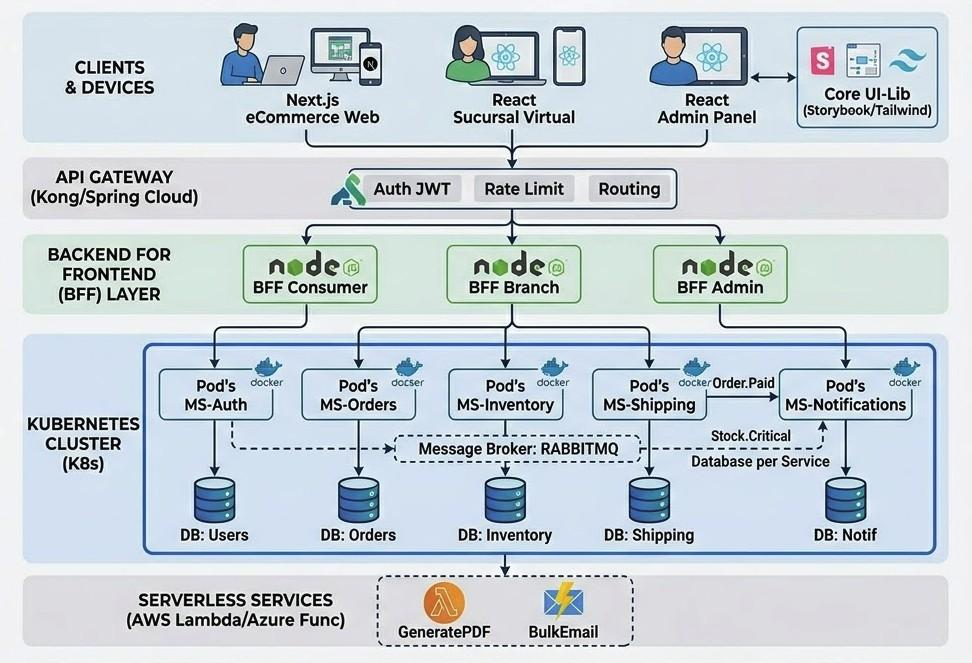 CLIENTS
& DEVICES
Next.js
eCommerce Web
React
Sucursal Virtual
React
Admin Panel
Core UI-Lib
(Storybook/Tailwind)
API GATEWAY
(Kong/Spring Cloud)
Auth JWT
Rate Limit
Routing
BACKEND FOR
FRONTEND
(BFF) LAYER
node
BFF Consumer
node
BFF Branch
node
BFF Admin
KUBERNETES
CLUSTER
(K8s)
Pod's
MS-Auth
docker
Pod's
MS-Orders
Pod's
MS-Inventory
docker
Pod's
MS-Shipping
docker
Order.Paid
Pod's
MS-Notifications
docker
Message Broker: RABBITMQ
Stock.Critical
Database per Service
DB: Users
DB: Orders
DB: Inventory
DB: Shipping
DB: Notif
SERVERLESS SERVICES
(AWS Lambda/Azure Func)
GeneratePDF
BulkEmail